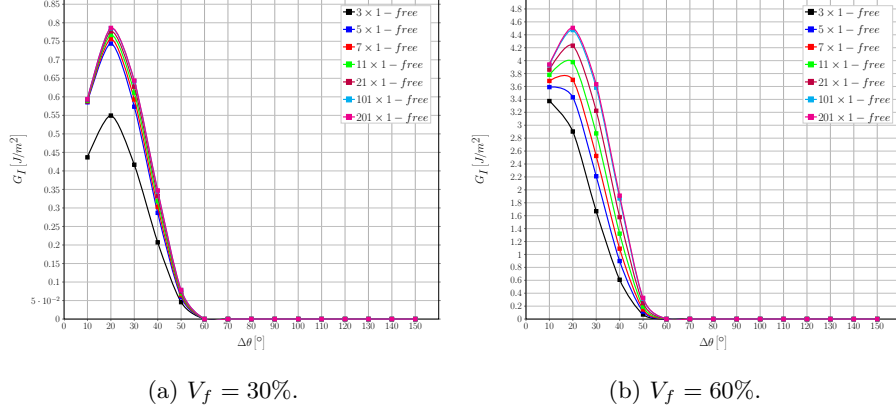 0.85
0.8
0.75
0.7
0.65
0.6
0.55
0.5
0.45
0.4
0.35
0.3
0.25
0.2
0.15
0.1
5 · 10⁻²
0
G_I [J/m²]
0 10 20 30 40 50 60 70 80 90 100 110 120 130 140 150
Δθ [°]
3 × 1 − free
5 × 1 − free
7 × 1 − free
11 × 1 − free
21 × 1 − free
101 × 1 − free
201 × 1 − free
(a) V_f = 30%.
4.8
4.6
4.4
4.2
4
3.8
3.6
3.4
3.2
3
2.8
2.6
2.4
2.2
2
1.8
1.6
1.4
1.2
1
0.8
0.6
0.4
0.2
0
G_I [J/m²]
0 10 20 30 40 50 60 70 80 90 100 110 120 130 140 150
Δθ [°]
3 × 1 − free
5 × 1 − free
7 × 1 − free
11 × 1 − free
21 × 1 − free
101 × 1 − free
201 × 1 − free
(b) V_f = 60%.